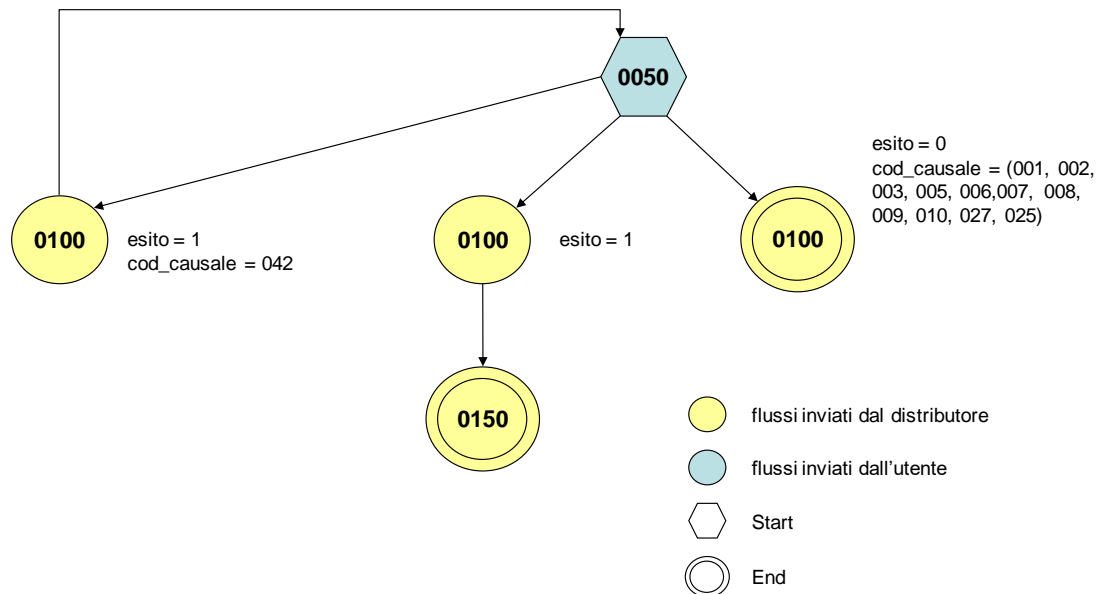 0050
esito = 0
cod_causale = (001, 002,
003, 005, 006,007, 008,
009, 010, 027, 025)
0100
esito = 1
cod_causale = 042
0100
esito = 1
0100
0150
flussi inviati dal distributore
flussi inviati dall'utente
Start
End